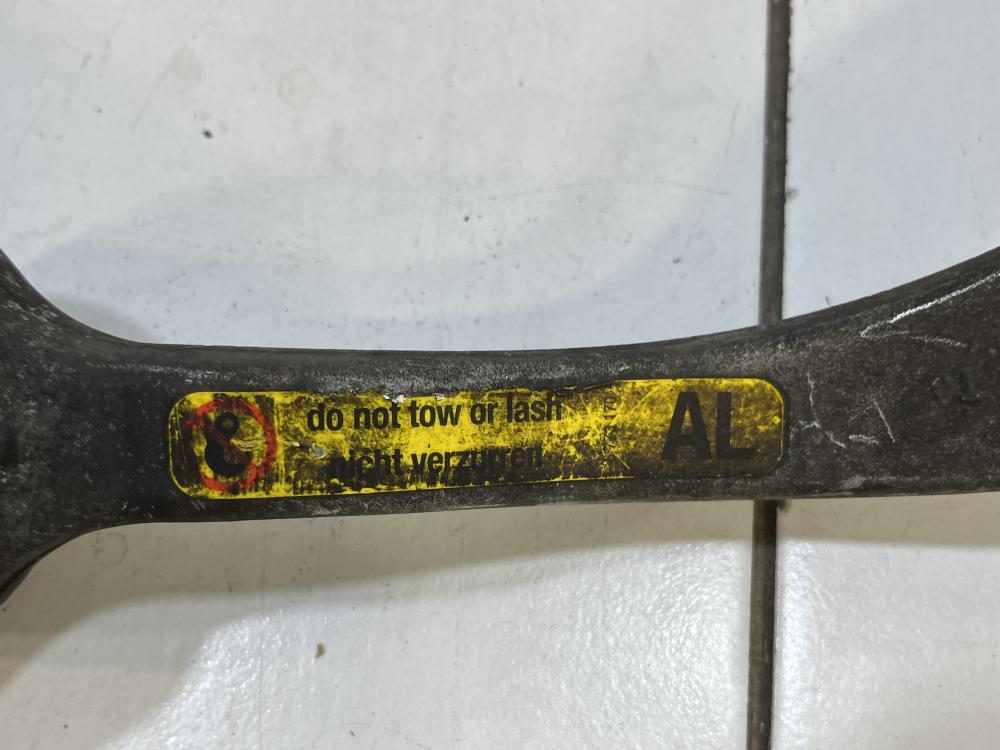 do not tow or lash
nicht verzurren
AL